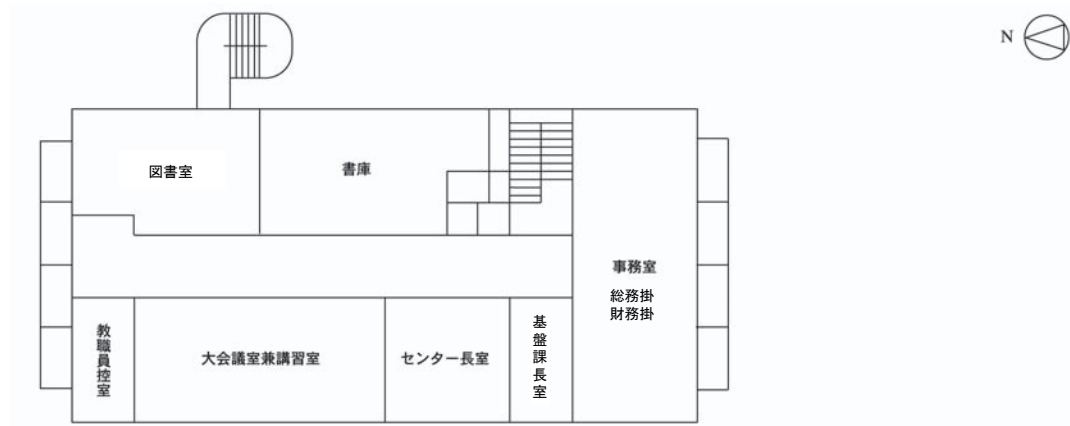 N
図書室
書庫
事務室
総務掛
財務掛
教職員控室
大会議室兼講習室
センター長室
基盤課長室